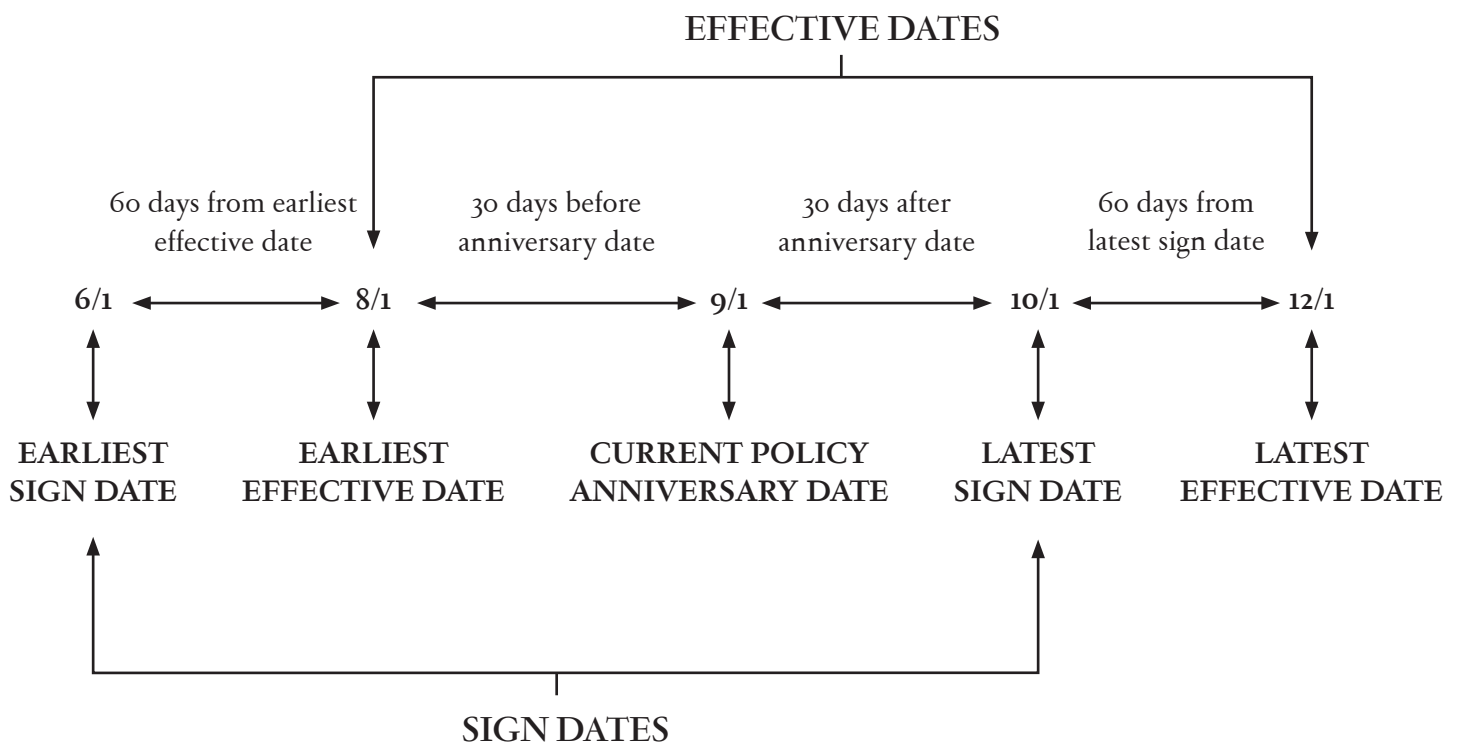 EFFECTIVE DATES
60 days from earliest
effective date
30 days before
anniversary date
30 days after
anniversary date
60 days from
latest sign date
6/1
8/1
9/1
10/1
12/1
EARLIEST
SIGN DATE
EARLIEST
EFFECTIVE DATE
CURRENT POLICY
ANNIVERSARY DATE
LATEST
SIGN DATE
LATEST
EFFECTIVE DATE
SIGN DATES